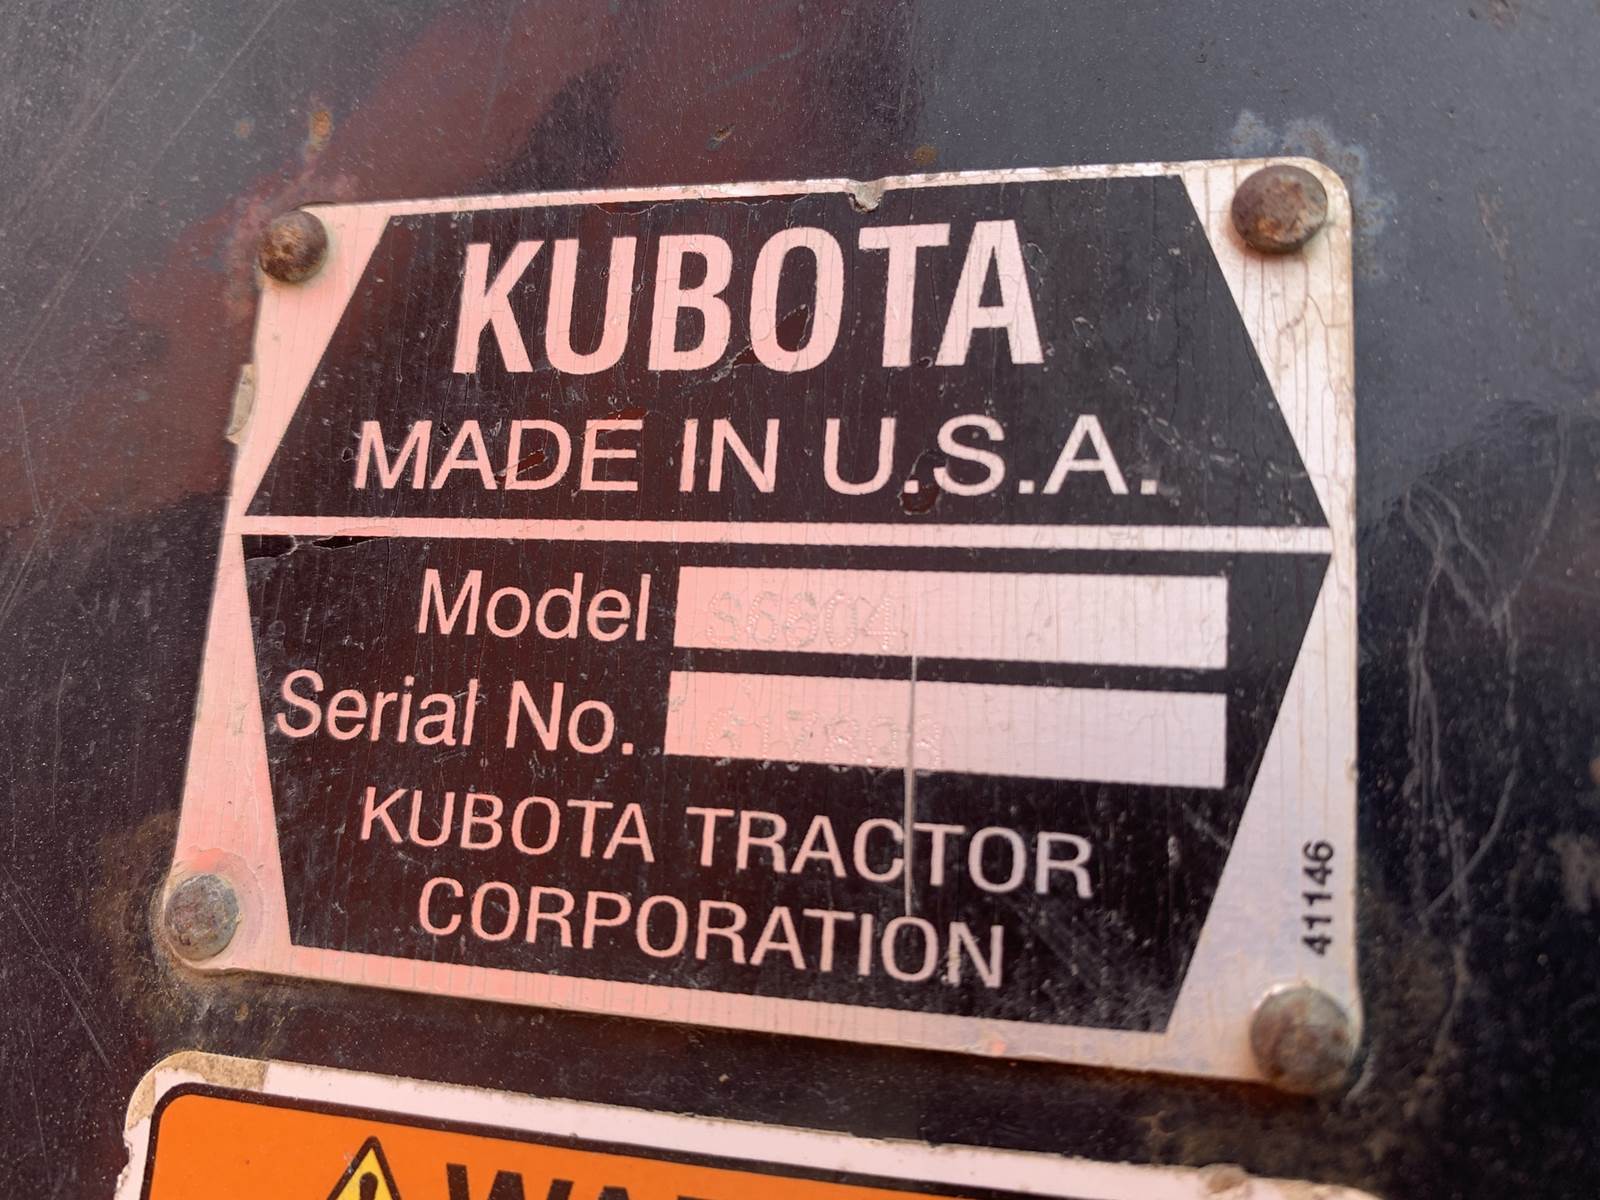 KUBOTA
MADE IN U.S.A.
Model S6604
Serial No.
KUBOTA TRACTOR
CORPORATION
41146